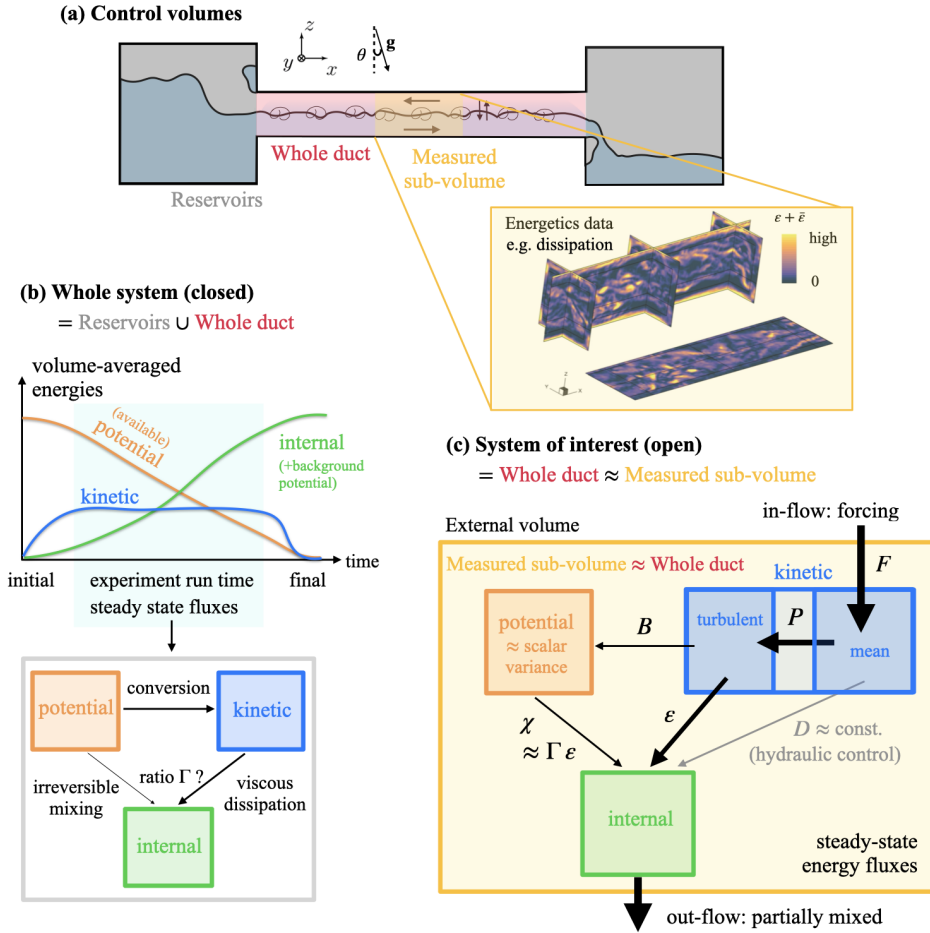 (a) Control volumes
z
y
x
θ
g
Whole duct
Measured
sub-volume
Reservoirs
Energetics data
e.g. dissipation
ε + ε̄
high
0
z
y
x
(b) Whole system (closed)
= Reservoirs ∪ Whole duct
volume-averaged
energies
(available)
potential
internal
(+background
potential)
kinetic
time
initial
experiment run time
final
steady state fluxes
potential
conversion
kinetic
irreversible
mixing
ratio Γ ?
viscous
dissipation
internal
(c) System of interest (open)
= Whole duct ≈ Measured sub-volume
External volume
in-flow: forcing
F
Measured sub-volume ≈ Whole duct
kinetic
potential
≈ scalar
variance
B
turbulent
P
mean
χ
≈ Γ ε
ε
D ≈ const.
(hydraulic control)
internal
steady-state
energy fluxes
out-flow: partially mixed